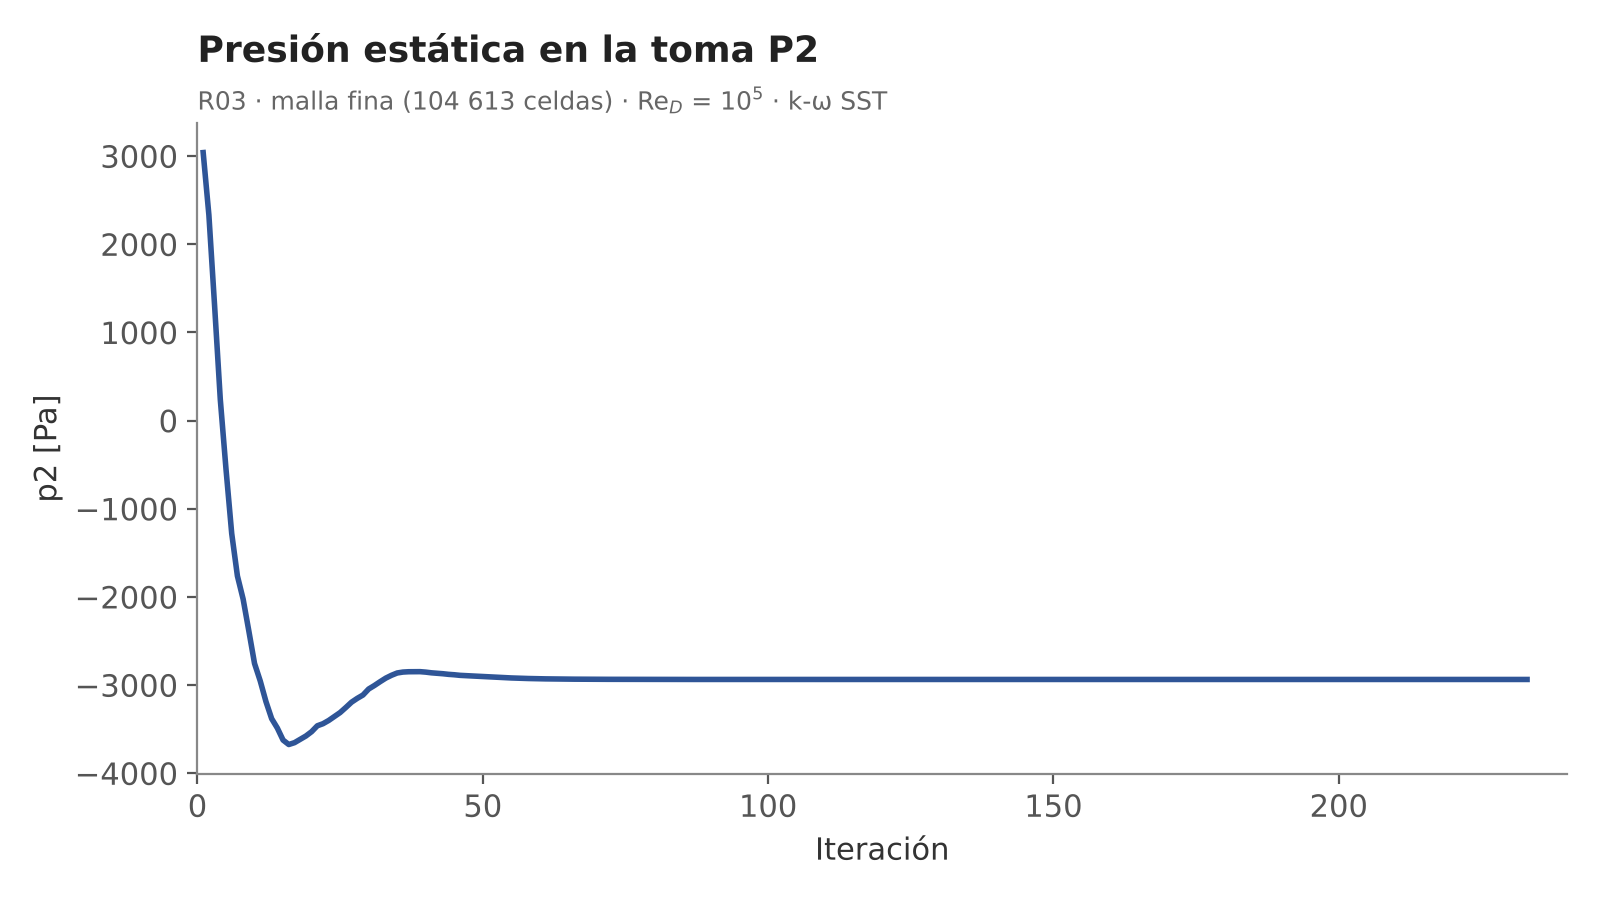 Presión estática en la toma P2
R03 · malla fina (104 613 celdas) · Re_D = 10^5 · k-ω SST
3000
2000
1000
0
−1000
−2000
−3000
−4000
p2 [Pa]
0 50 100 150 200
Iteración